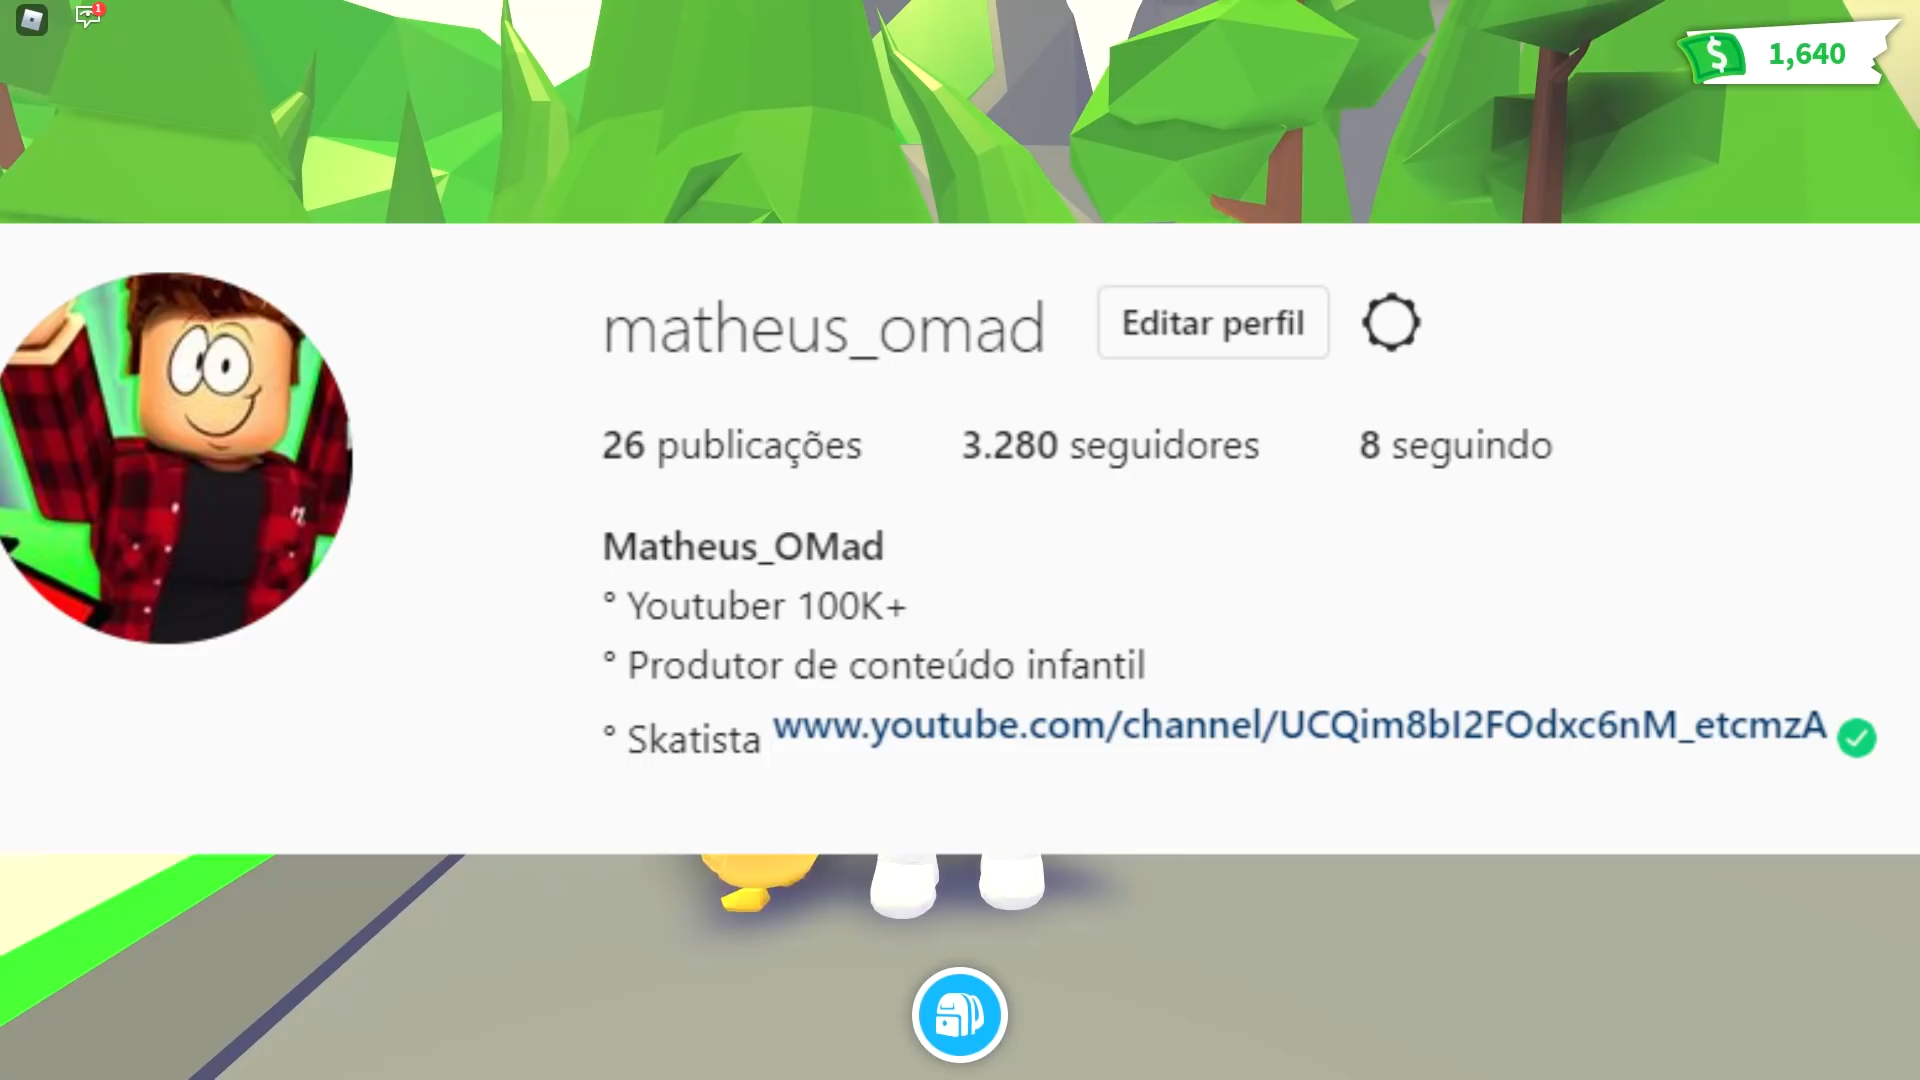 1
1,640
matheus_omad Editar perfil
26 publicações 3.280 seguidores 8 seguindo
Matheus_OMad
° Youtuber 100K+
° Produtor de conteúdo infantil
° Skatista www.youtube.com/channel/UCQim8bI2FOdxc6nM_etcmzA